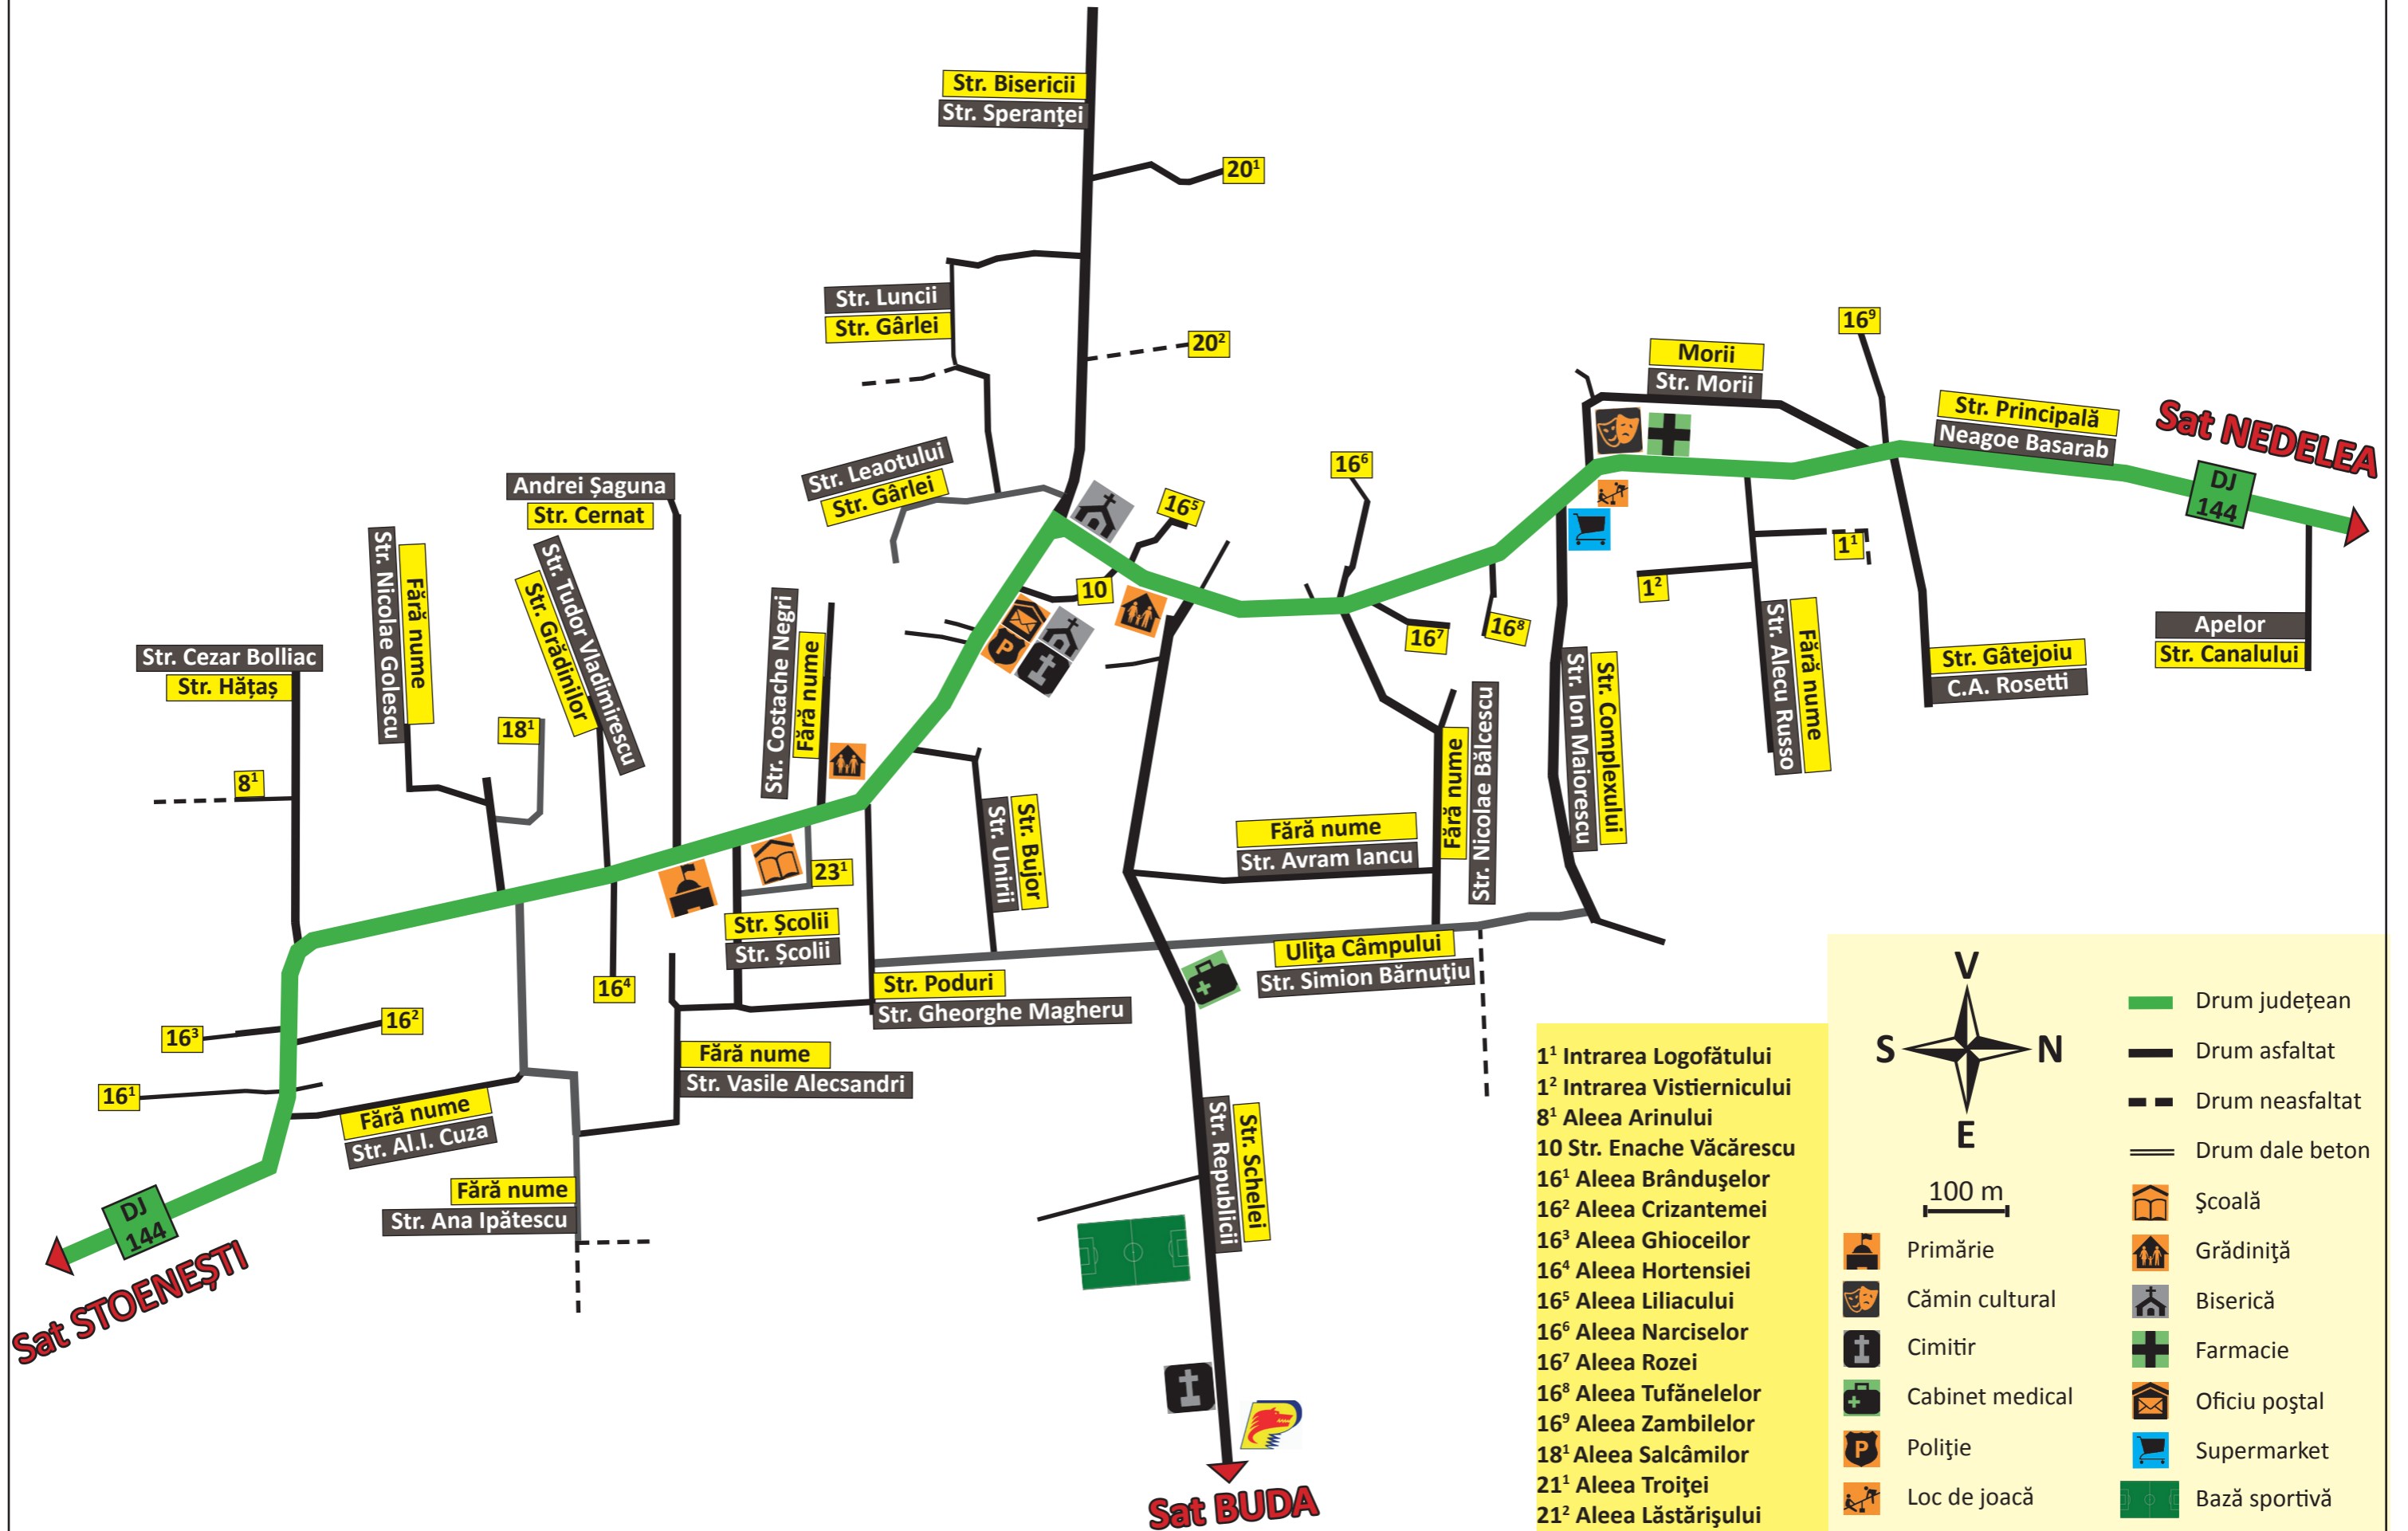 Str. Bisericii
Str. Speranţei
20¹
Str. Luncii
Str. Gârlei
20²
16⁹
Morii
Str. Morii
Str. Principală
Neagoe Basarab
Sat NEDELEA
DJ
144
Str. Leaotului
Str. Gârlei
16⁶
16⁵
Andrei Șaguna
Str. Cernat
Str. Nicolae Golescu
Fără nume
Str. Tudor Vladimirescu
Str. Grădinilor
1¹
1²
10
16⁷
16⁸
Str. Costache Negri
Fără nume
Str. Cezar Bolliac
Str. Hățaș
Apelor
Str. Canalului
Str. Gâtejoiu
C.A. Rosetti
Str. Alecu Russo
Fără nume
Str. Ion Maiorescu
Str. Complexului
Fără nume
Str. Nicolae Bălcescu
18¹
8¹
Str. Unirii
Str. Bujor
Fără nume
Str. Avram Iancu
23¹
Str. Școlii
Str. Școlii
Uliţa Câmpului
Str. Simion Bărnuţiu
16⁴
Str. Poduri
Str. Gheorghe Magheru
16³
16²
16¹
Fără nume
Str. Vasile Alecsandri
Fără nume
Str. Al.I. Cuza
Fără nume
Str. Ana Ipătescu
Str. Republicii
Str. Schelei
DJ
144
Sat STOENEȘTI
Sat BUDA
1¹ Intrarea Logofătului
1² Intrarea Vistiernicului
8¹ Aleea Arinului
10 Str. Enache Văcărescu
16¹ Aleea Brânduşelor
16² Aleea Crizantemei
16³ Aleea Ghioceilor
16⁴ Aleea Hortensiei
16⁵ Aleea Liliacului
16⁶ Aleea Narciselor
16⁷ Aleea Rozei
16⁸ Aleea Tufănelelor
16⁹ Aleea Zambilelor
18¹ Aleea Salcâmilor
21¹ Aleea Troiţei
21² Aleea Lăstărişului
V
S
N
E
100 m
Drum județean
Drum asfaltat
Drum neasfaltat
Drum dale beton
Şcoală
Primărie
Grădiniţă
Cămin cultural
Biserică
Cimitir
Farmacie
Cabinet medical
Oficiu poştal
P
Poliţie
Supermarket
Loc de joacă
Bază sportivă
P